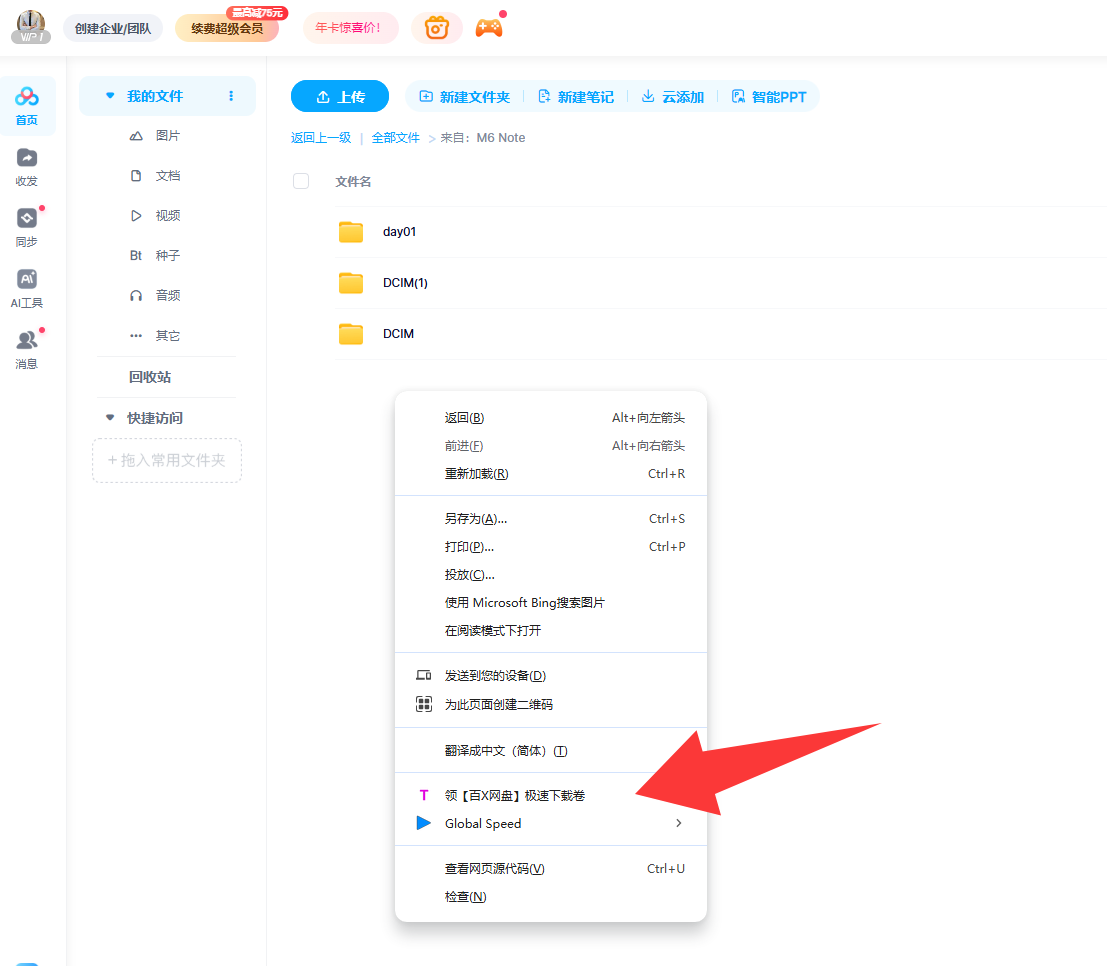 最高减75元
VIP 1
创建企业/团队
续费超级会员
年卡惊喜价!
首页
收发
同步
AI工具
消息
我的文件
图片
文档
视频
Bt 种子
音频
其它
回收站
快捷访问
+ 拖入常用文件夹
上传
新建文件夹
新建笔记
云添加
智能PPT
返回上一级 | 全部文件 > 来自：M6 Note
文件名
day01
DCIM(1)
DCIM
返回(B) Alt+向左箭头
前进(F) Alt+向右箭头
重新加载(R) Ctrl+R
另存为(A)... Ctrl+S
打印(P)... Ctrl+P
投放(C)...
使用 Microsoft Bing搜索图片
在阅读模式下打开
发送到您的设备(D)
为此页面创建二维码
翻译成中文（简体）(T)
T 领【百X网盘】极速下载卷
Global Speed
查看网页源代码(V) Ctrl+U
检查(N)